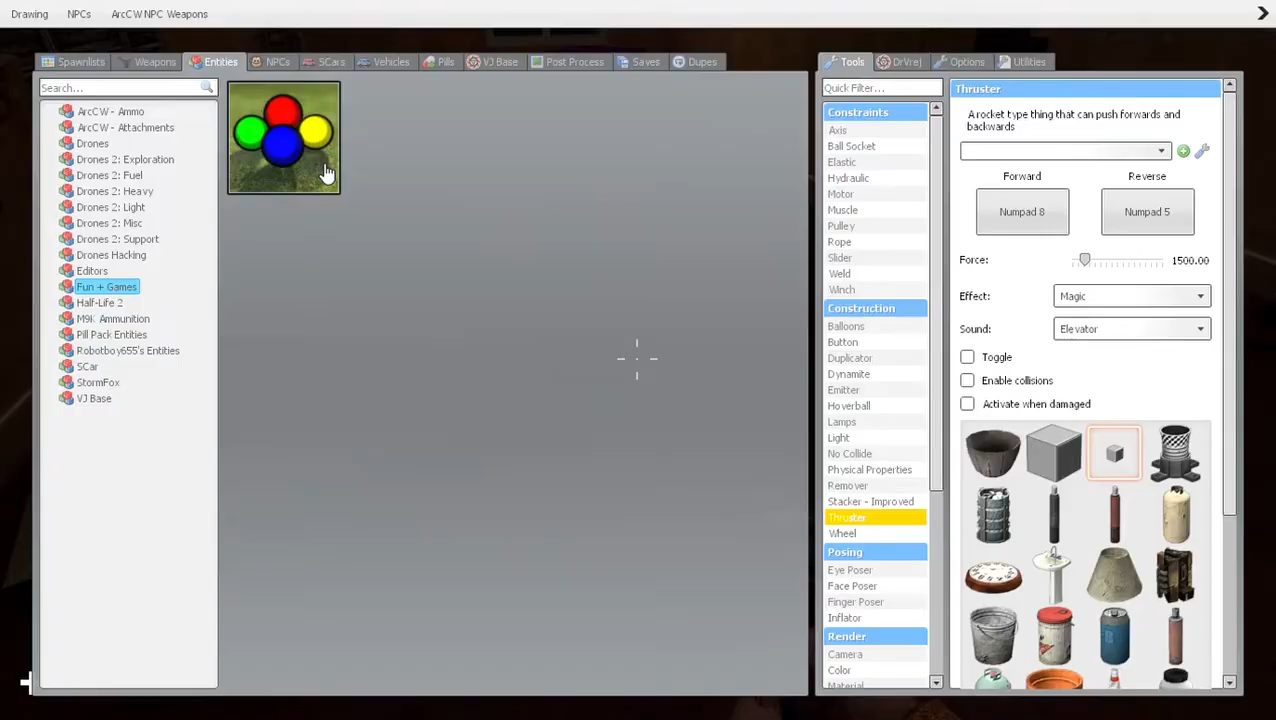 Drawing NPCs ArcCW NPC Weapons
Spawnlists Weapons Entities NPCs SCars Vehicles Pills VJ Base Post Process Saves Dupes
Search...
ArcCW - Ammo
ArcCW - Attachments
Drones
Drones 2: Exploration
Drones 2: Fuel
Drones 2: Heavy
Drones 2: Light
Drones 2: Misc
Drones 2: Support
Drones Hacking
Editors
Fun + Games
Half-Life 2
M9K Ammunition
Pill Pack Entities
Robotboy655's Entities
SCar
StormFox
VJ Base
Tools DrVrej Options Utilities
Quick Filter...
Constraints
Axis
Ball Socket
Elastic
Hydraulic
Motor
Muscle
Pulley
Rope
Slider
Weld
Winch
Construction
Balloons
Button
Duplicator
Dynamite
Emitter
Hoverball
Lamps
Light
No Collide
Physical Properties
Remover
Stacker - Improved
Thruster
Wheel
Posing
Eye Poser
Face Poser
Finger Poser
Inflator
Render
Camera
Color
Material
Thruster
A rocket type thing that can push forwards and
backwards
Forward Reverse
Numpad 8 Numpad 5
Force: 1500.00
Effect: Magic
Sound: Elevator
Toggle
Enable collisions
Activate when damaged